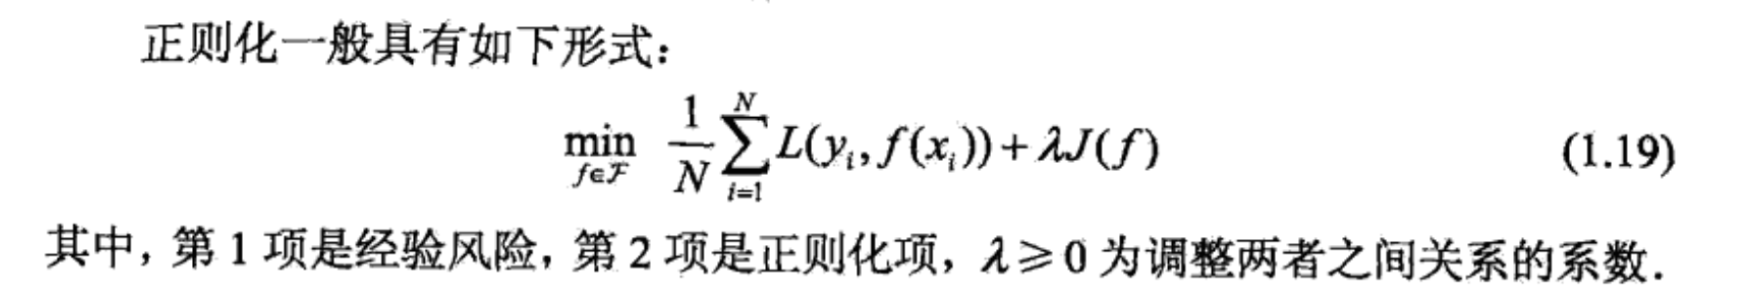 正则化一般具有如下形式：
$$\min_{f\in\mathcal{F}} \frac{1}{N}\sum_{i=1}^{N}L(y_i,f(x_i))+\lambda J(f) \quad (1.19)$$
其中，第 1 项是经验风险，第 2 项是正则化项，λ≥0 为调整两者之间关系的系数．